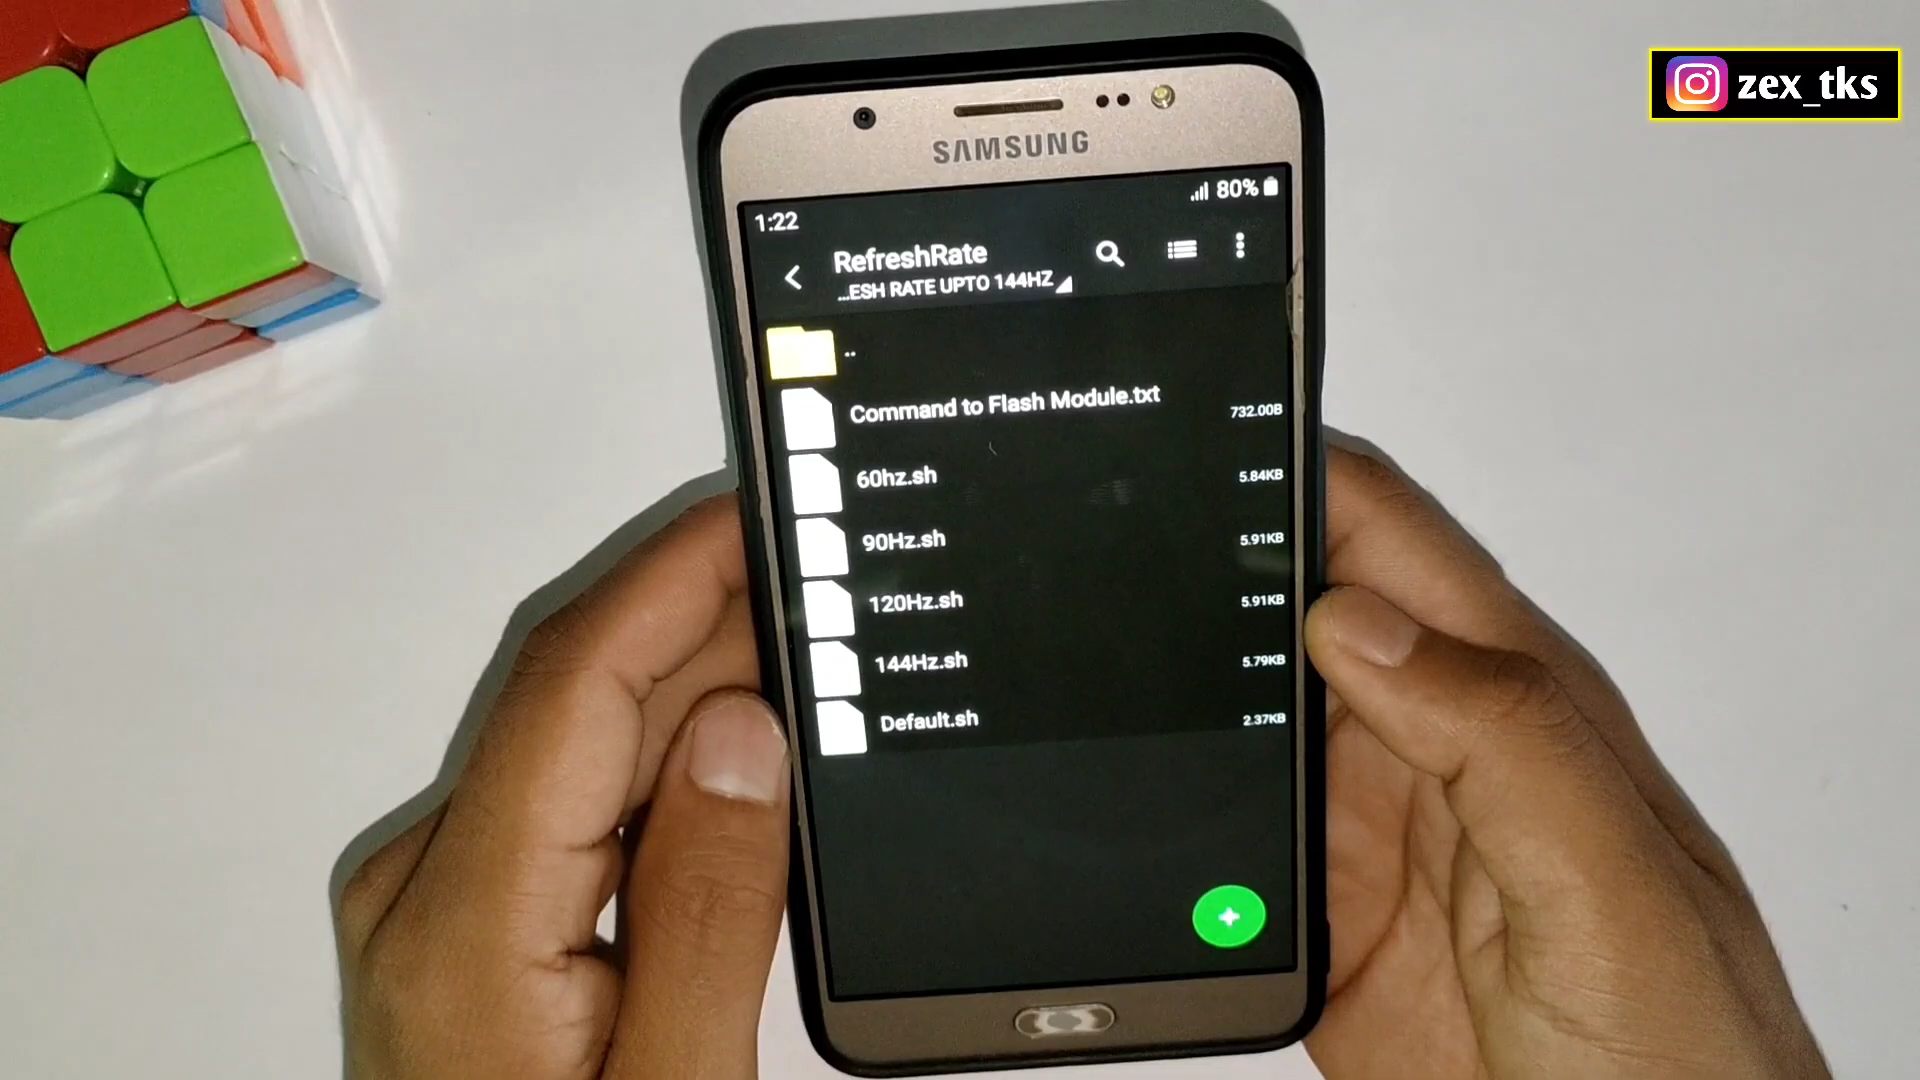 zex_tks
SAMSUNG
80%
1:22
RefreshRate
...ESH RATE UPTO 144HZ
..
Command to Flash Module.txt
732.00B
60hz.sh
5.84KB
90Hz.sh
5.91KB
120Hz.sh
5.91KB
144Hz.sh
5.79KB
Default.sh
2.37KB